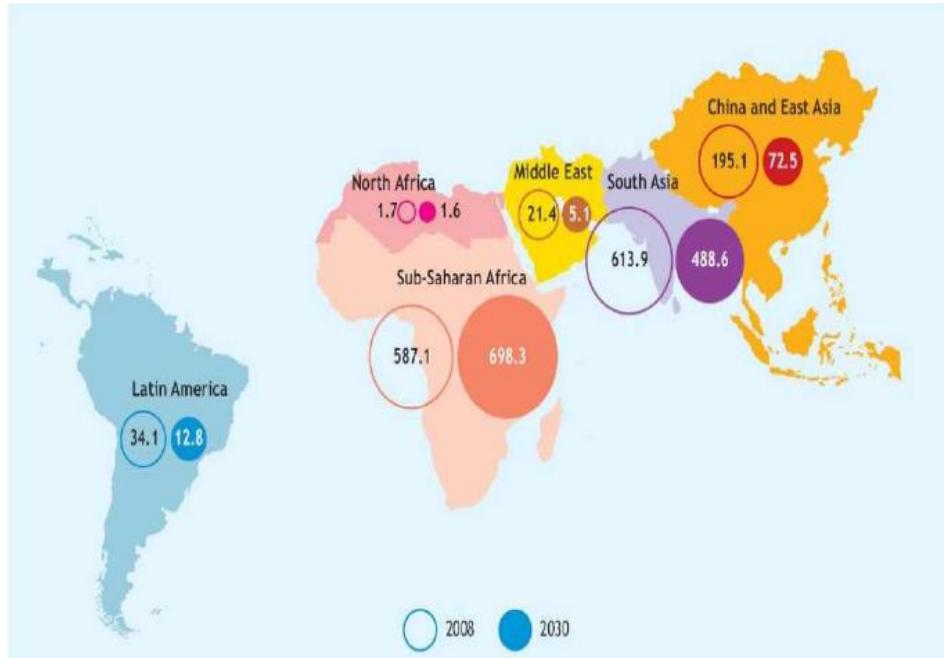 China and East Asia
195.1 72.5
North Africa
1.7 1.6
Middle East
21.4 5.1
South Asia
613.9 488.6
Sub-Saharan Africa
587.1 698.3
Latin America
34.1 12.8
2008 2030